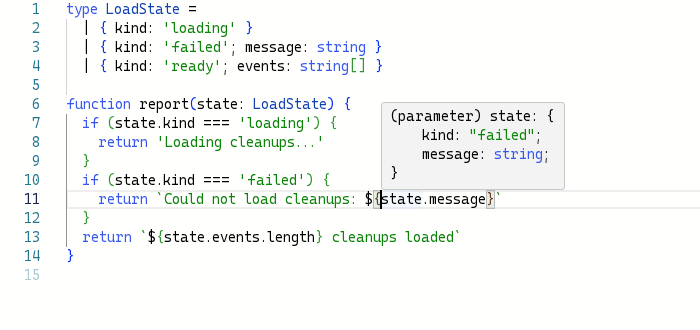 1 type LoadState =
2   | { kind: 'loading' }
3   | { kind: 'failed'; message: string }
4   | { kind: 'ready'; events: string[] }
5
6 function report(state: LoadState) {
7   if (state.kind === 'loading') {
8     return 'Loading cleanups...'
9   }
10   if (state.kind === 'failed') {
11     return `Could not load cleanups: ${state.message}`
12   }
13   return `${state.events.length} cleanups loaded`
14 }
15
(parameter) state: {
    kind: "failed";
    message: string;
}